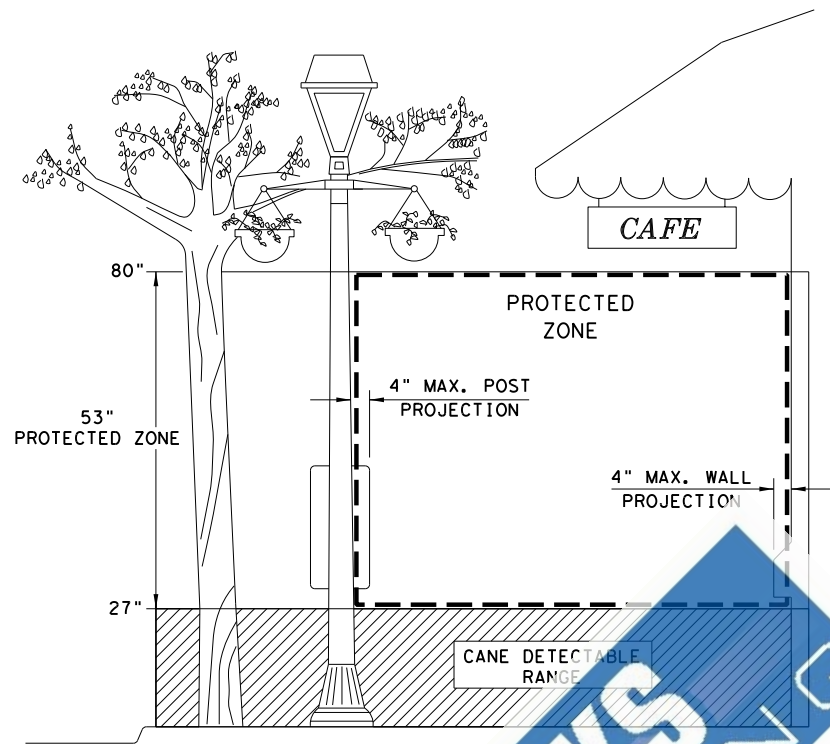 CAFE
80"
PROTECTED
ZONE
4" MAX. POST
PROJECTION
53"
PROTECTED ZONE
4" MAX. WALL
PROJECTION
27"
CANE DETECTABLE
RANGE